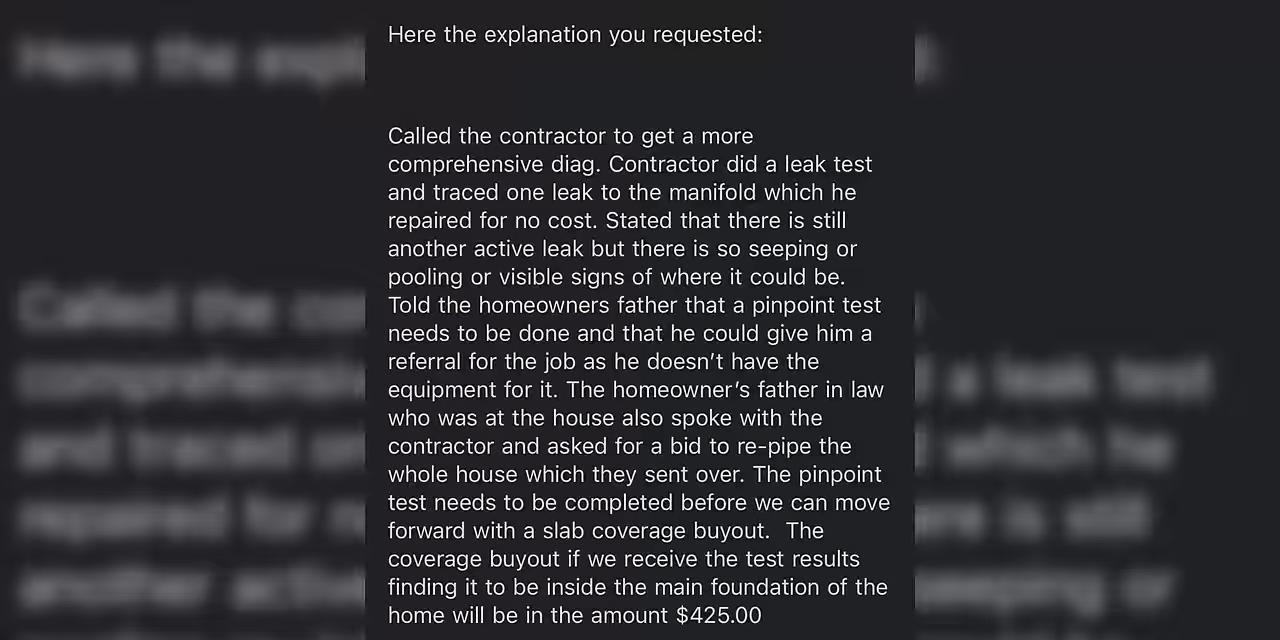 Here the explanation you requested:
Called the contractor to get a more
comprehensive diag. Contractor did a leak test
and traced one leak to the manifold which he
repaired for no cost. Stated that there is still
another active leak but there is so seeping or
pooling or visible signs of where it could be.
Told the homeowners father that a pinpoint test
needs to be done and that he could give him a
referral for the job as he doesn't have the
equipment for it. The homeowner's father in law
who was at the house also spoke with the
contractor and asked for a bid to re-pipe the
whole house which they sent over. The pinpoint
test needs to be completed before we can move
forward with a slab coverage buyout.  The
coverage buyout if we receive the test results
finding it to be inside the main foundation of the
home will be in the amount $425.00